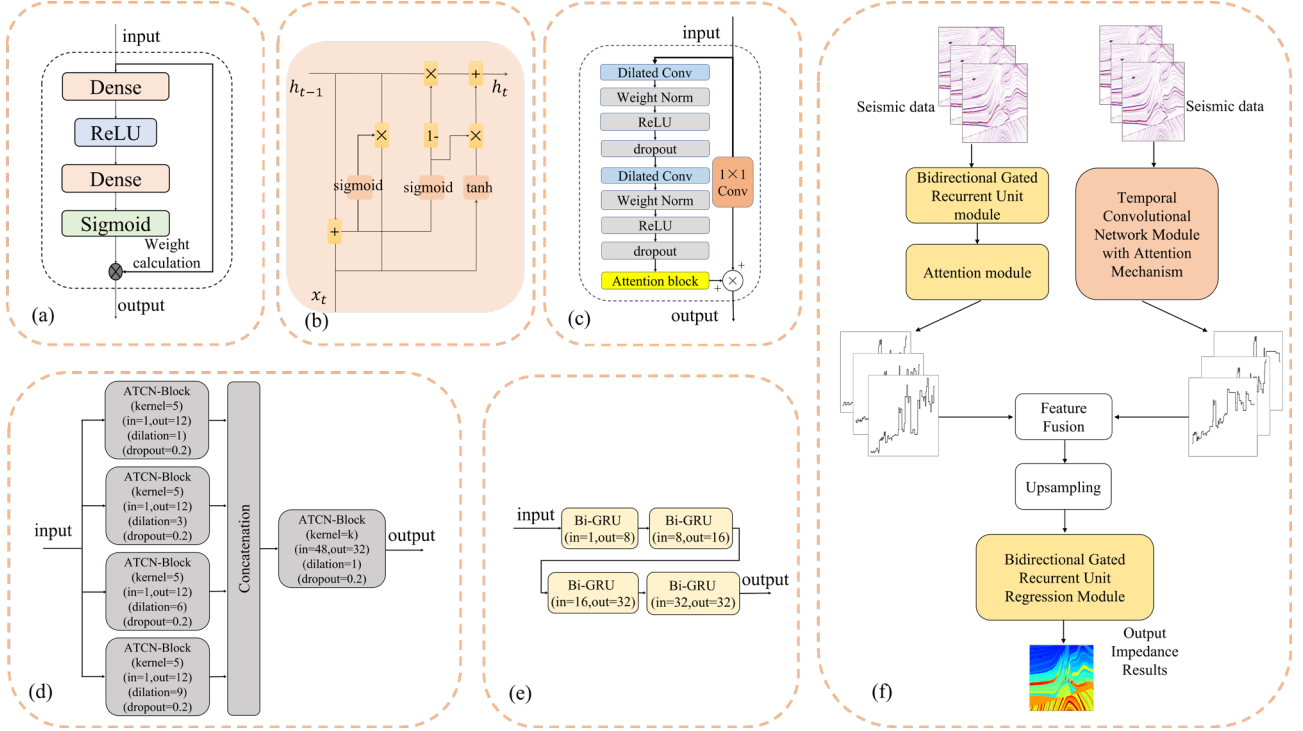 input
Dense
ReLU
Dense
Sigmoid
Weight
calculation
×
output
(a)
×
+
h_{t-1}
h_t
×
1-
×
sigmoid
sigmoid
tanh
+
x_t
(b)
input
Dilated Conv
Weight Norm
ReLU
dropout
Dilated Conv
1×1
Conv
Weight Norm
ReLU
dropout
+
Attention block
+
×
output
(c)
ATCN-Block
(kernel=5)
(in=1,out=12)
(dilation=1)
(dropout=0.2)
ATCN-Block
(kernel=5)
(in=1,out=12)
(dilation=3)
(dropout=0.2)
input
ATCN-Block
(kernel=5)
(in=1,out=12)
(dilation=6)
(dropout=0.2)
ATCN-Block
(kernel=5)
(in=1,out=12)
(dilation=9)
(dropout=0.2)
Concatenation
ATCN-Block
(kernel=k)
(in=48,out=32)
(dilation=1)
(dropout=0.2)
output
(d)
input
Bi-GRU
(in=1,out=8)
Bi-GRU
(in=8,out=16)
Bi-GRU
(in=16,out=32)
Bi-GRU
(in=32,out=32)
output
(e)
Seismic data
Seismic data
Bidirectional Gated
Recurrent Unit
module
Attention module
Temporal
Convolutional
Network Module
with Attention
Mechanism
Feature
Fusion
Upsampling
Bidirectional Gated
Recurrent Unit
Regression Module
Output
Impedance
Results
(f)